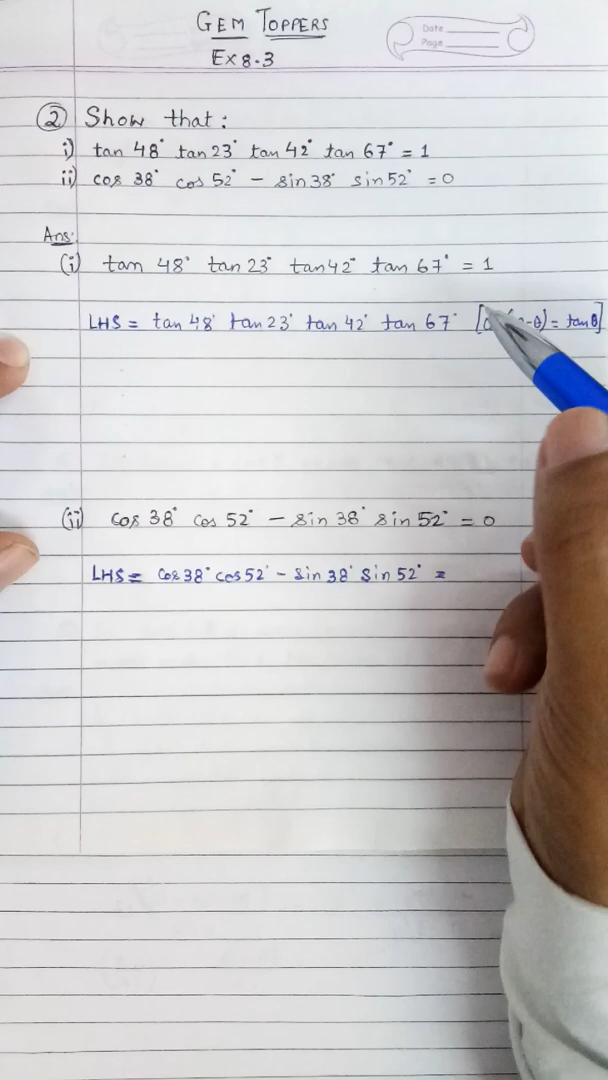 GEM TOPPERS
Date
Page
Ex 8.3
② Show that :
i) tan 48° tan 23° tan 42° tan 67° = 1
ii) cos 38° cos 52° - sin 38° sin 52° = 0
Ans:
(i) tan 48° tan 23° tan 42° tan 67° = 1
LHS = tan 48° tan 23° tan 42° tan 67° [ -θ) = tan θ]
(ii) cos 38° cos 52° - sin 38° sin 52° = 0
LHS = cos 38° cos 52° - sin 38° sin 52° =